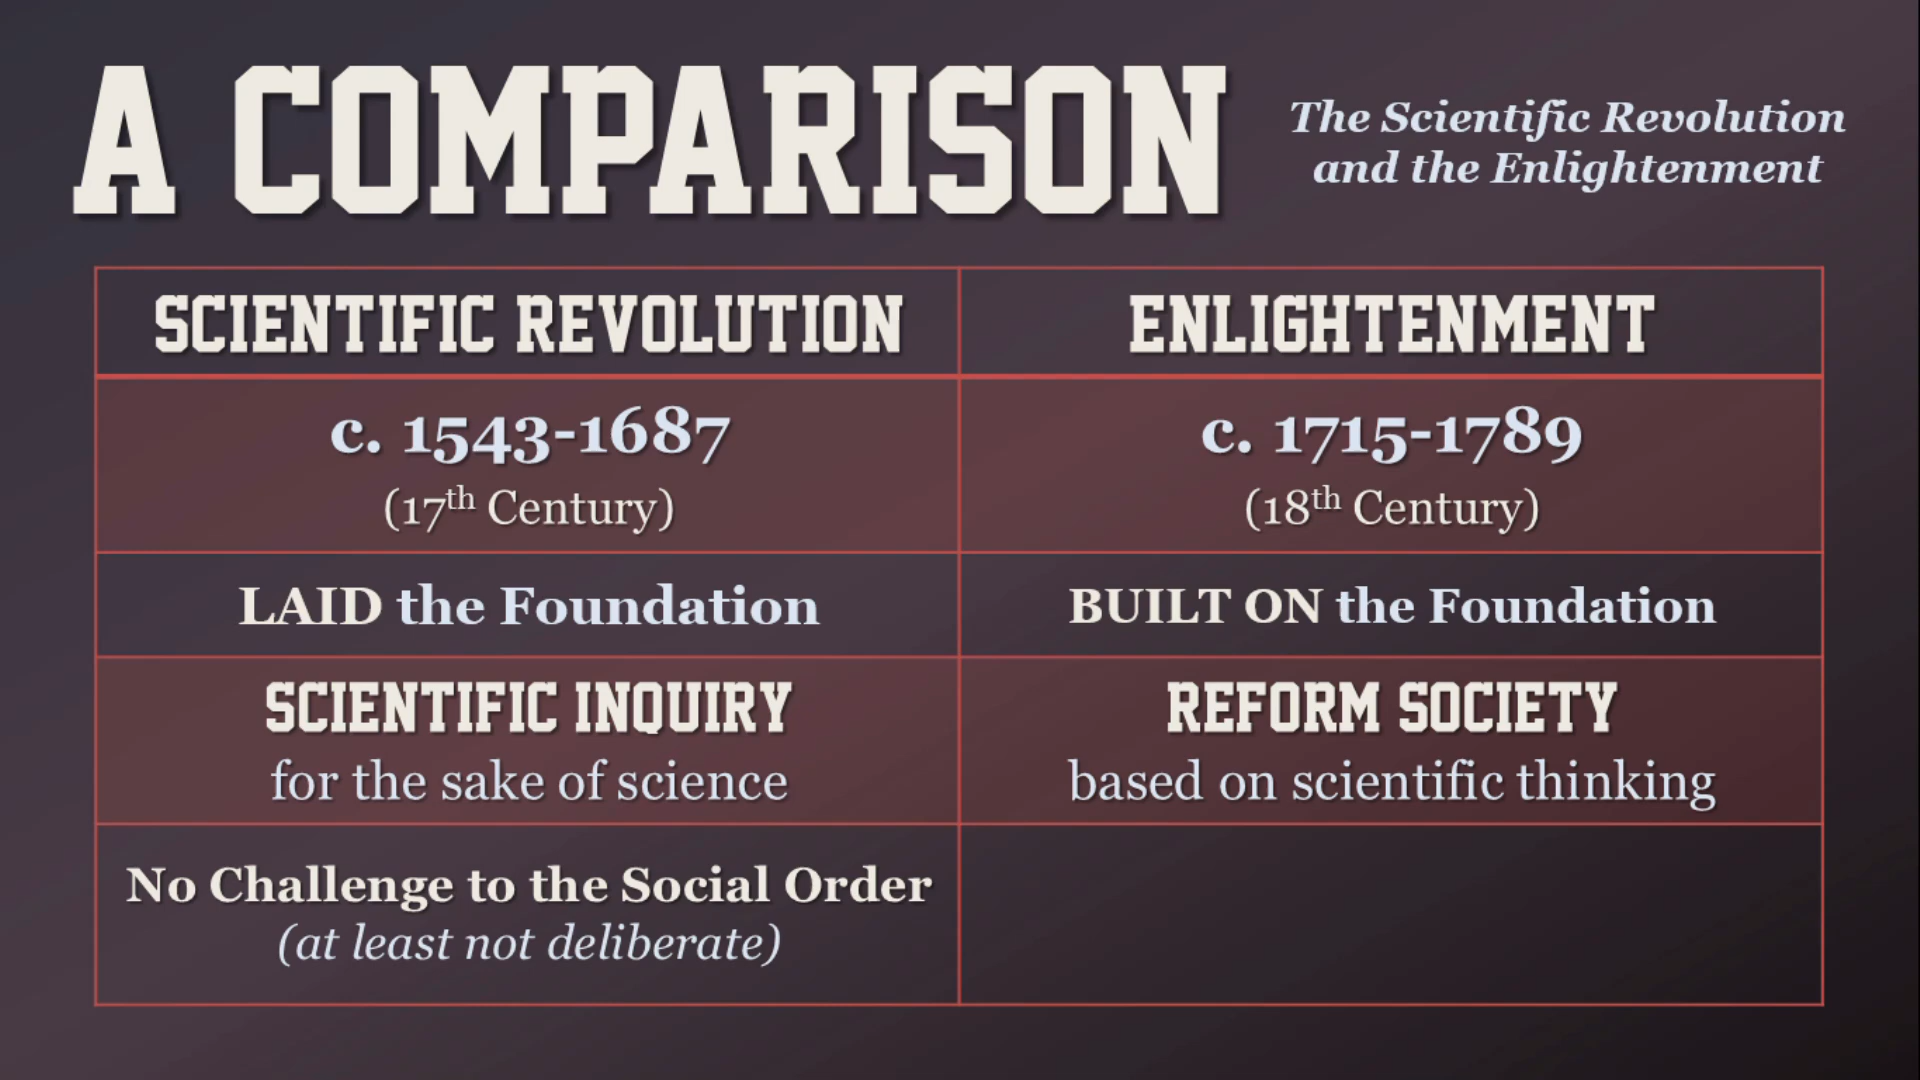 A COMPARISON
The Scientific Revolution
and the Enlightenment
SCIENTIFIC REVOLUTION
ENLIGHTENMENT
c. 1543-1687
(17th Century)
c. 1715-1789
(18th Century)
LAID the Foundation
BUILT ON the Foundation
SCIENTIFIC INQUIRY
for the sake of science
REFORM SOCIETY
based on scientific thinking
No Challenge to the Social Order
(at least not deliberate)